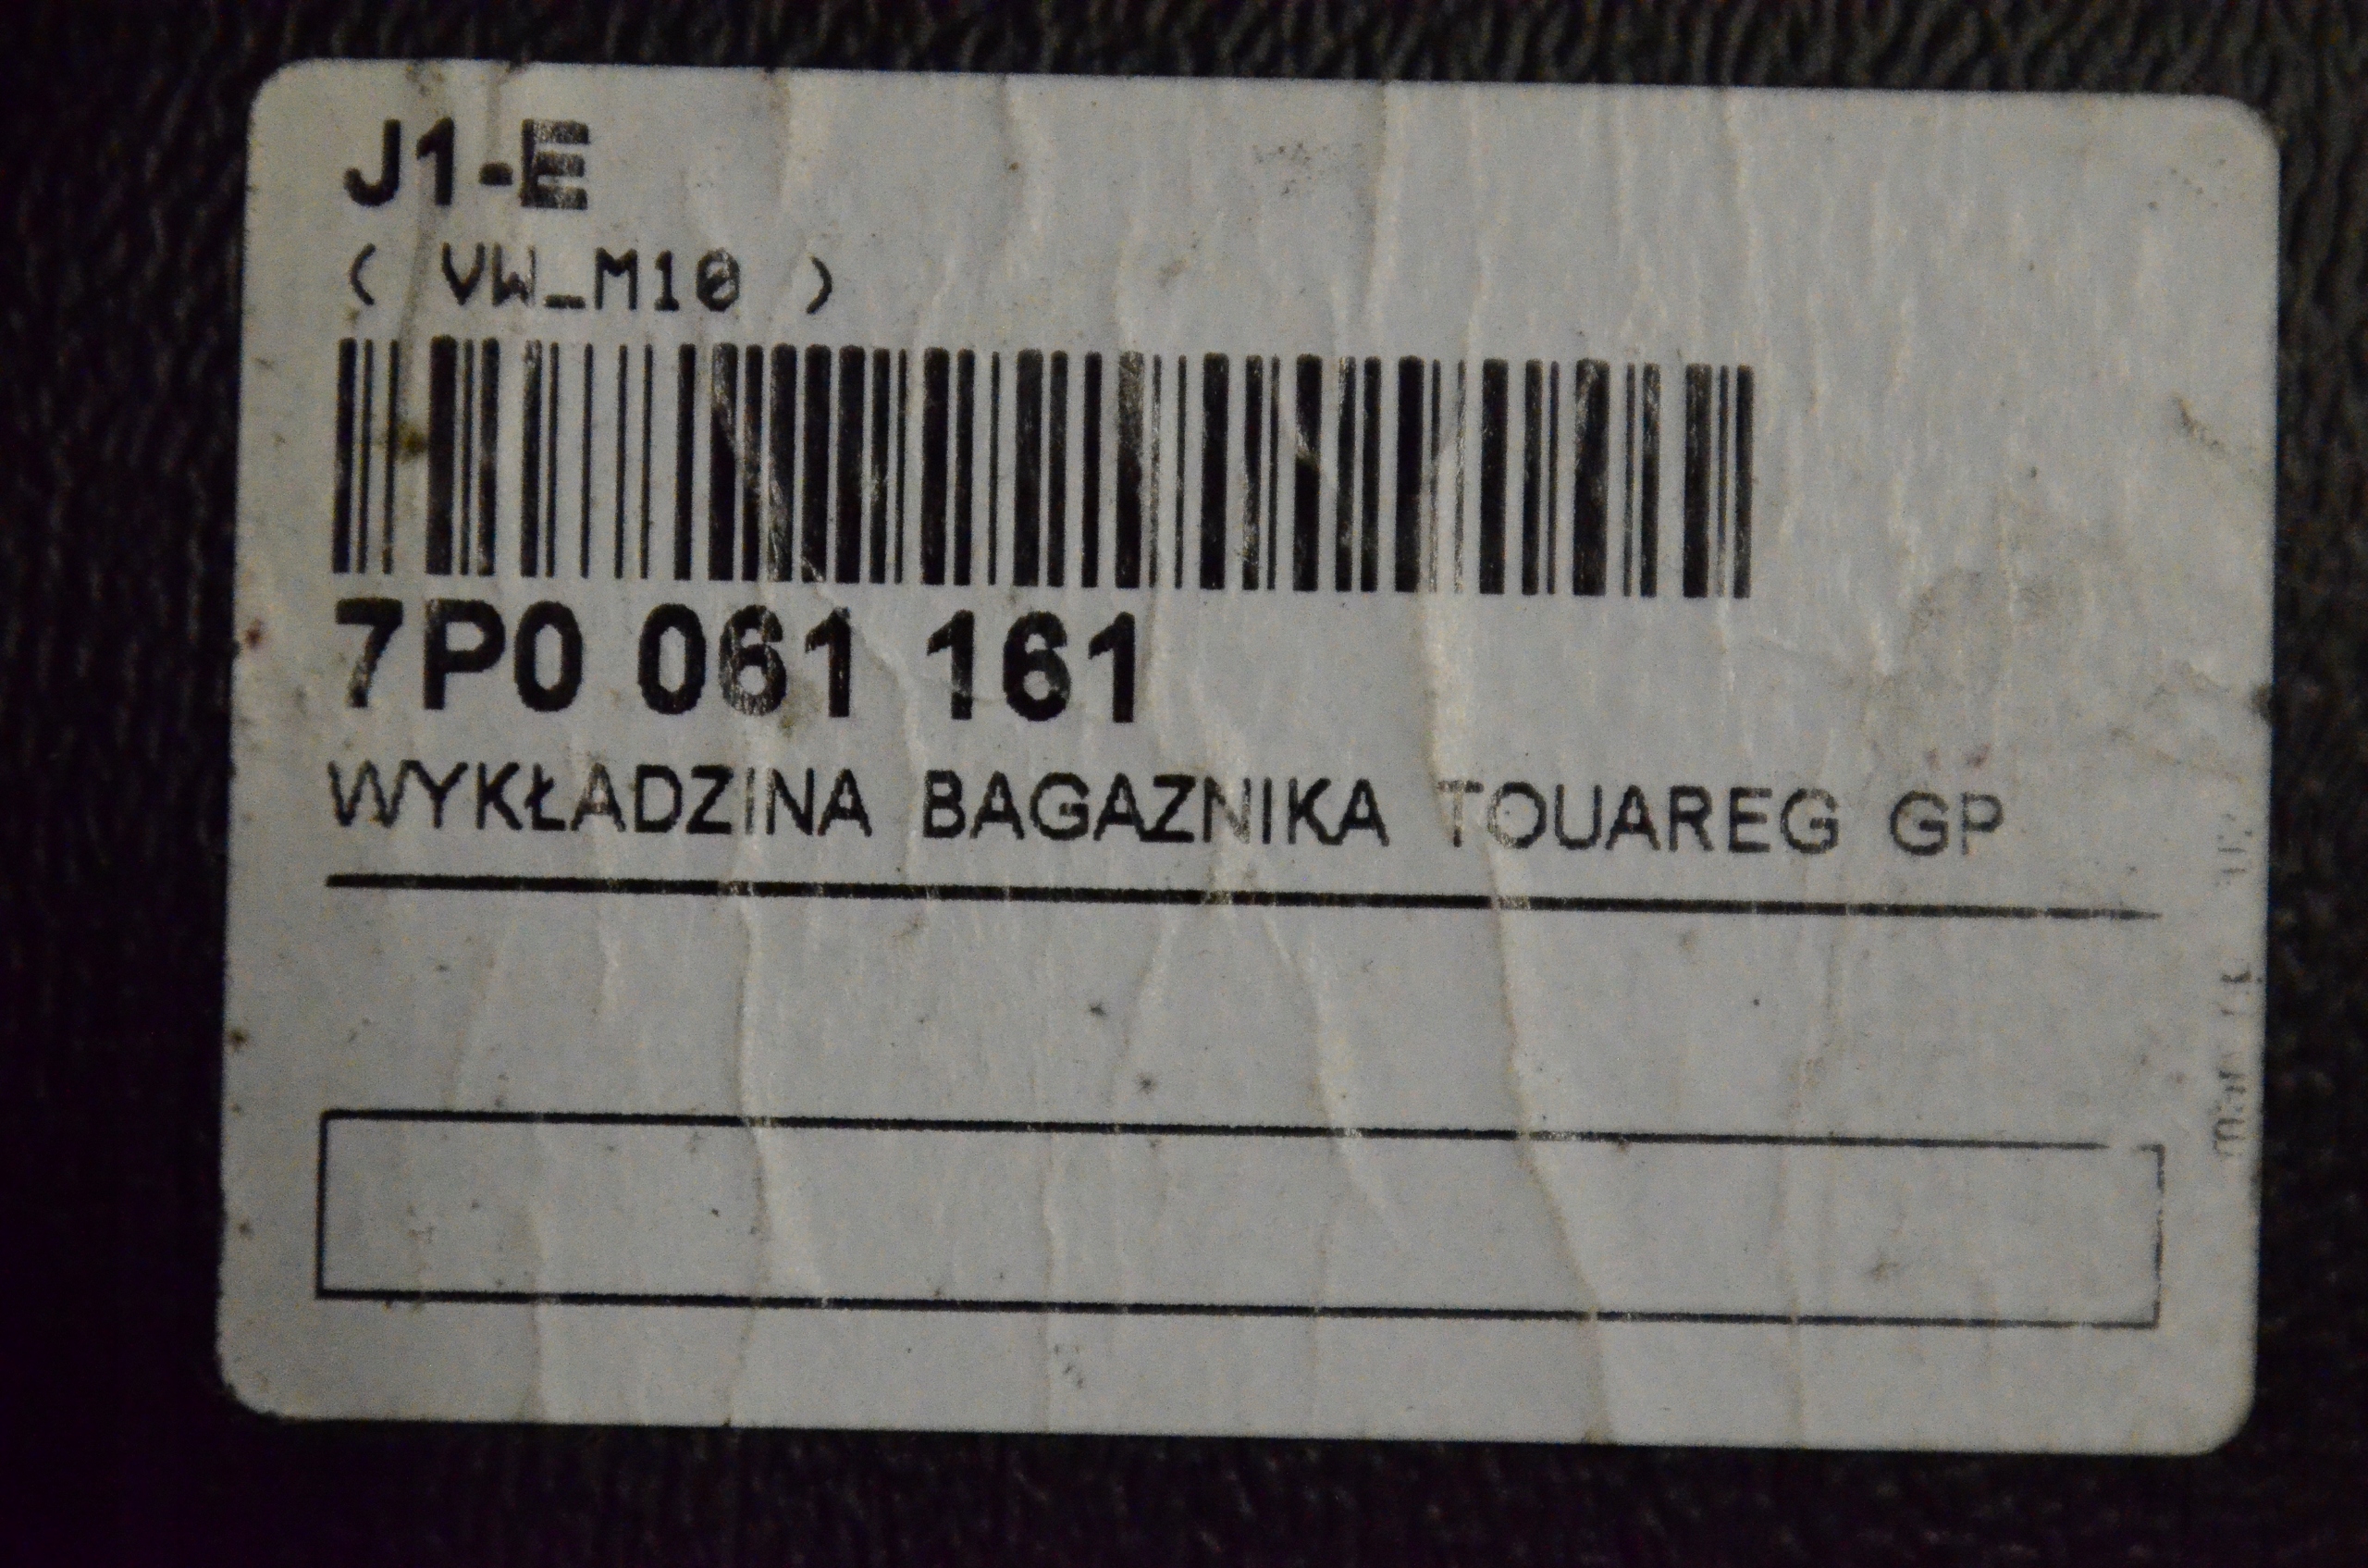 J1-E
( VW_M10 )
7P0 061 161
WYKŁADZINA BAGAZNIKA TOUAREG GP